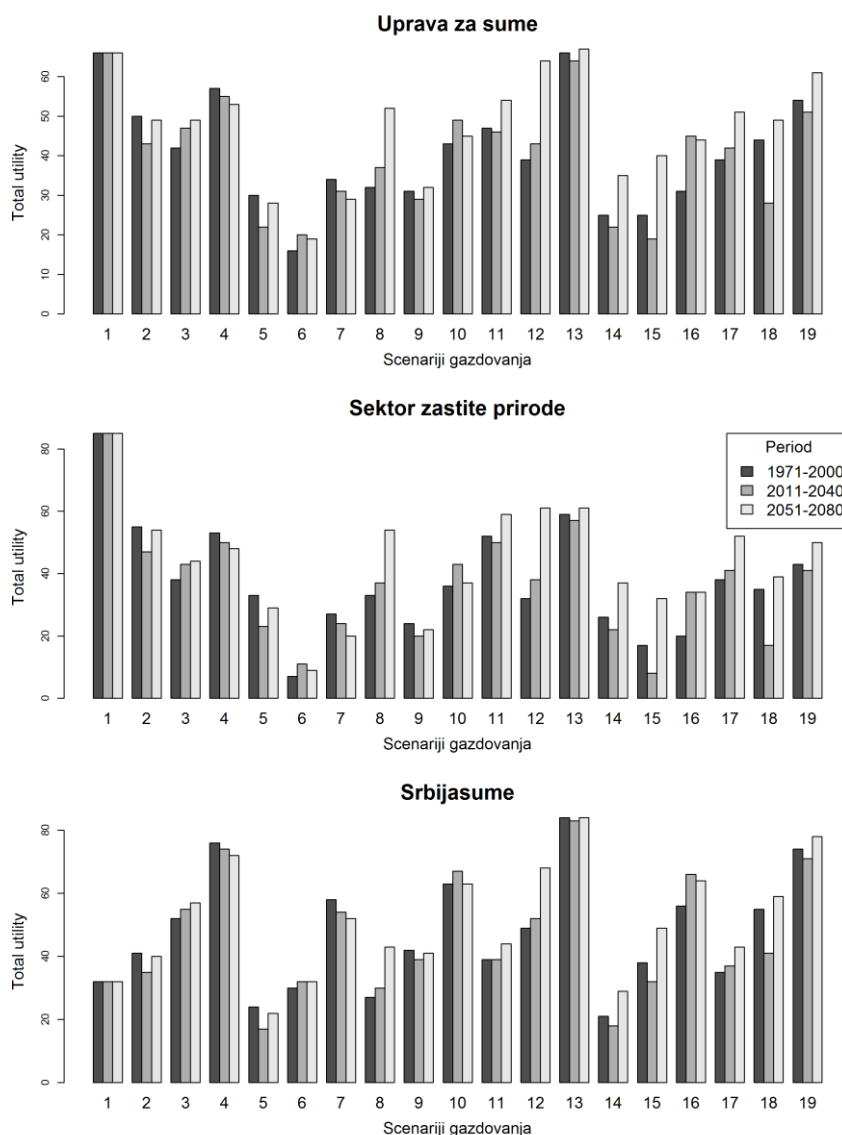 Uprava za sume
Total utility
0 10 20 30 40 50 60
1 2 3 4 5 6 7 8 9 10 11 12 13 14 15 16 17 18 19
Scenariji gazdovanja
Sektor zastite prirode
Total utility
0 20 40 60 80
Period
1971-2000
2011-2040
2051-2080
1 2 3 4 5 6 7 8 9 10 11 12 13 14 15 16 17 18 19
Scenariji gazdovanja
Srbijasume
Total utility
0 20 40 60 80
1 2 3 4 5 6 7 8 9 10 11 12 13 14 15 16 17 18 19
Scenariji gazdovanja